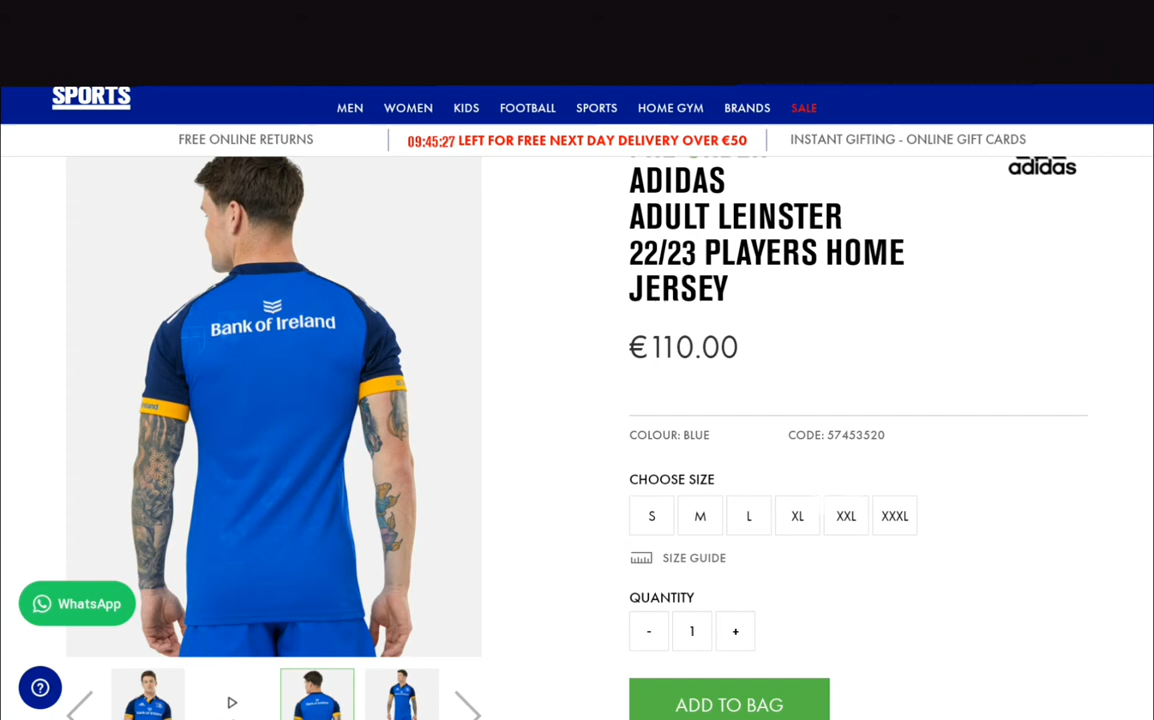 SPORTS
MEN WOMEN KIDS FOOTBALL SPORTS HOME GYM BRANDS SALE
FREE ONLINE RETURNS
09:45:27 LEFT FOR FREE NEXT DAY DELIVERY OVER €50
INSTANT GIFTING - ONLINE GIFT CARDS
adidas
ADIDAS
ADULT LEINSTER
22/23 PLAYERS HOME
JERSEY
€110.00
COLOUR: BLUE
CODE: 57453520
CHOOSE SIZE
S M L XL XXL XXXL
SIZE GUIDE
QUANTITY
- 1 +
ADD TO BAG
Bank of Ireland
WhatsApp